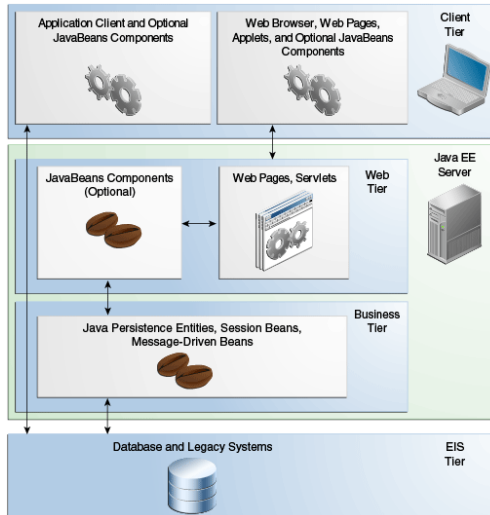 Application Client and Optional
JavaBeans Components
Web Browser, Web Pages,
Applets, and Optional JavaBeans
Components
Client
Tier
Java EE
Server
JavaBeans Components
(Optional)
Web Pages, Servlets
Web
Tier
Java Persistence Entities, Session Beans,
Message-Driven Beans
Business
Tier
Database and Legacy Systems
EIS
Tier